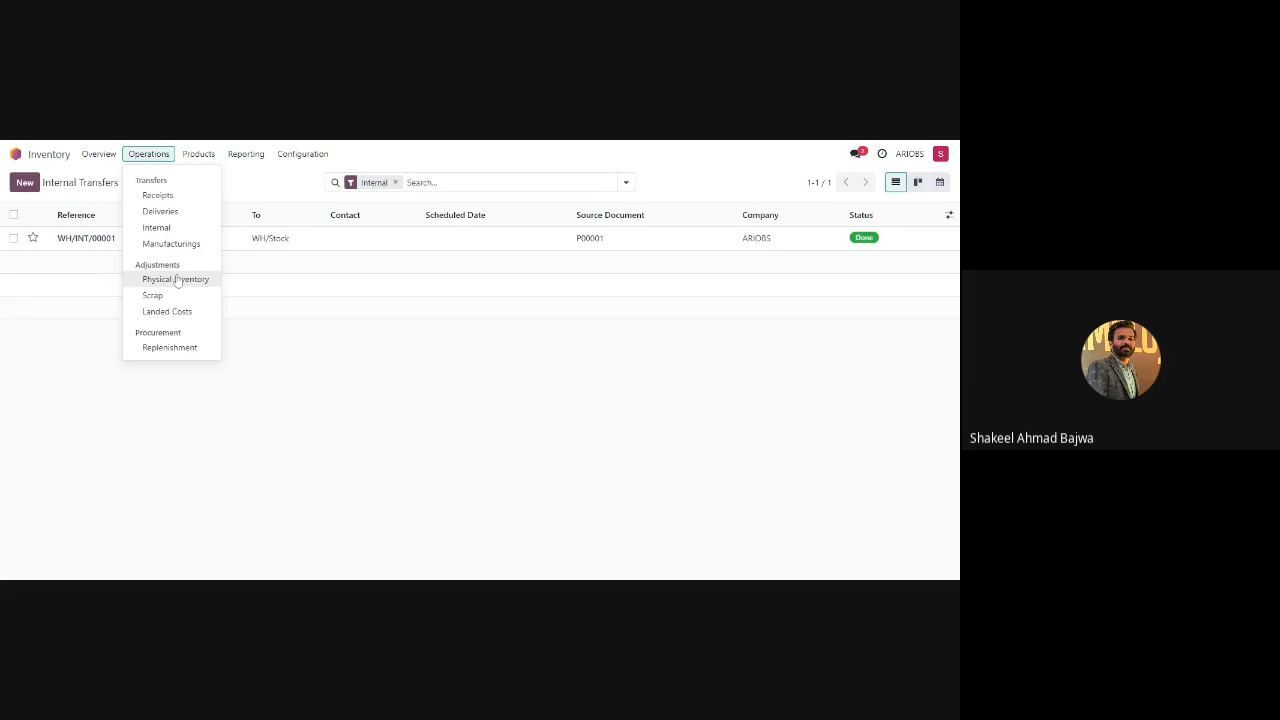 Inventory Overview Operations Products Reporting Configuration 2 ARIOBS S
New Internal Transfers Internal × Search... 1-1 / 1
Transfers
Receipts
Deliveries
Internal
Manufacturings
Adjustments
Physical Inventory
Scrap
Landed Costs
Procurement
Replenishment
Reference To Contact Scheduled Date Source Document Company Status
WH/INT/00001 WH/Stock P00001 ARIOBS Done
Shakeel Ahmad Bajwa